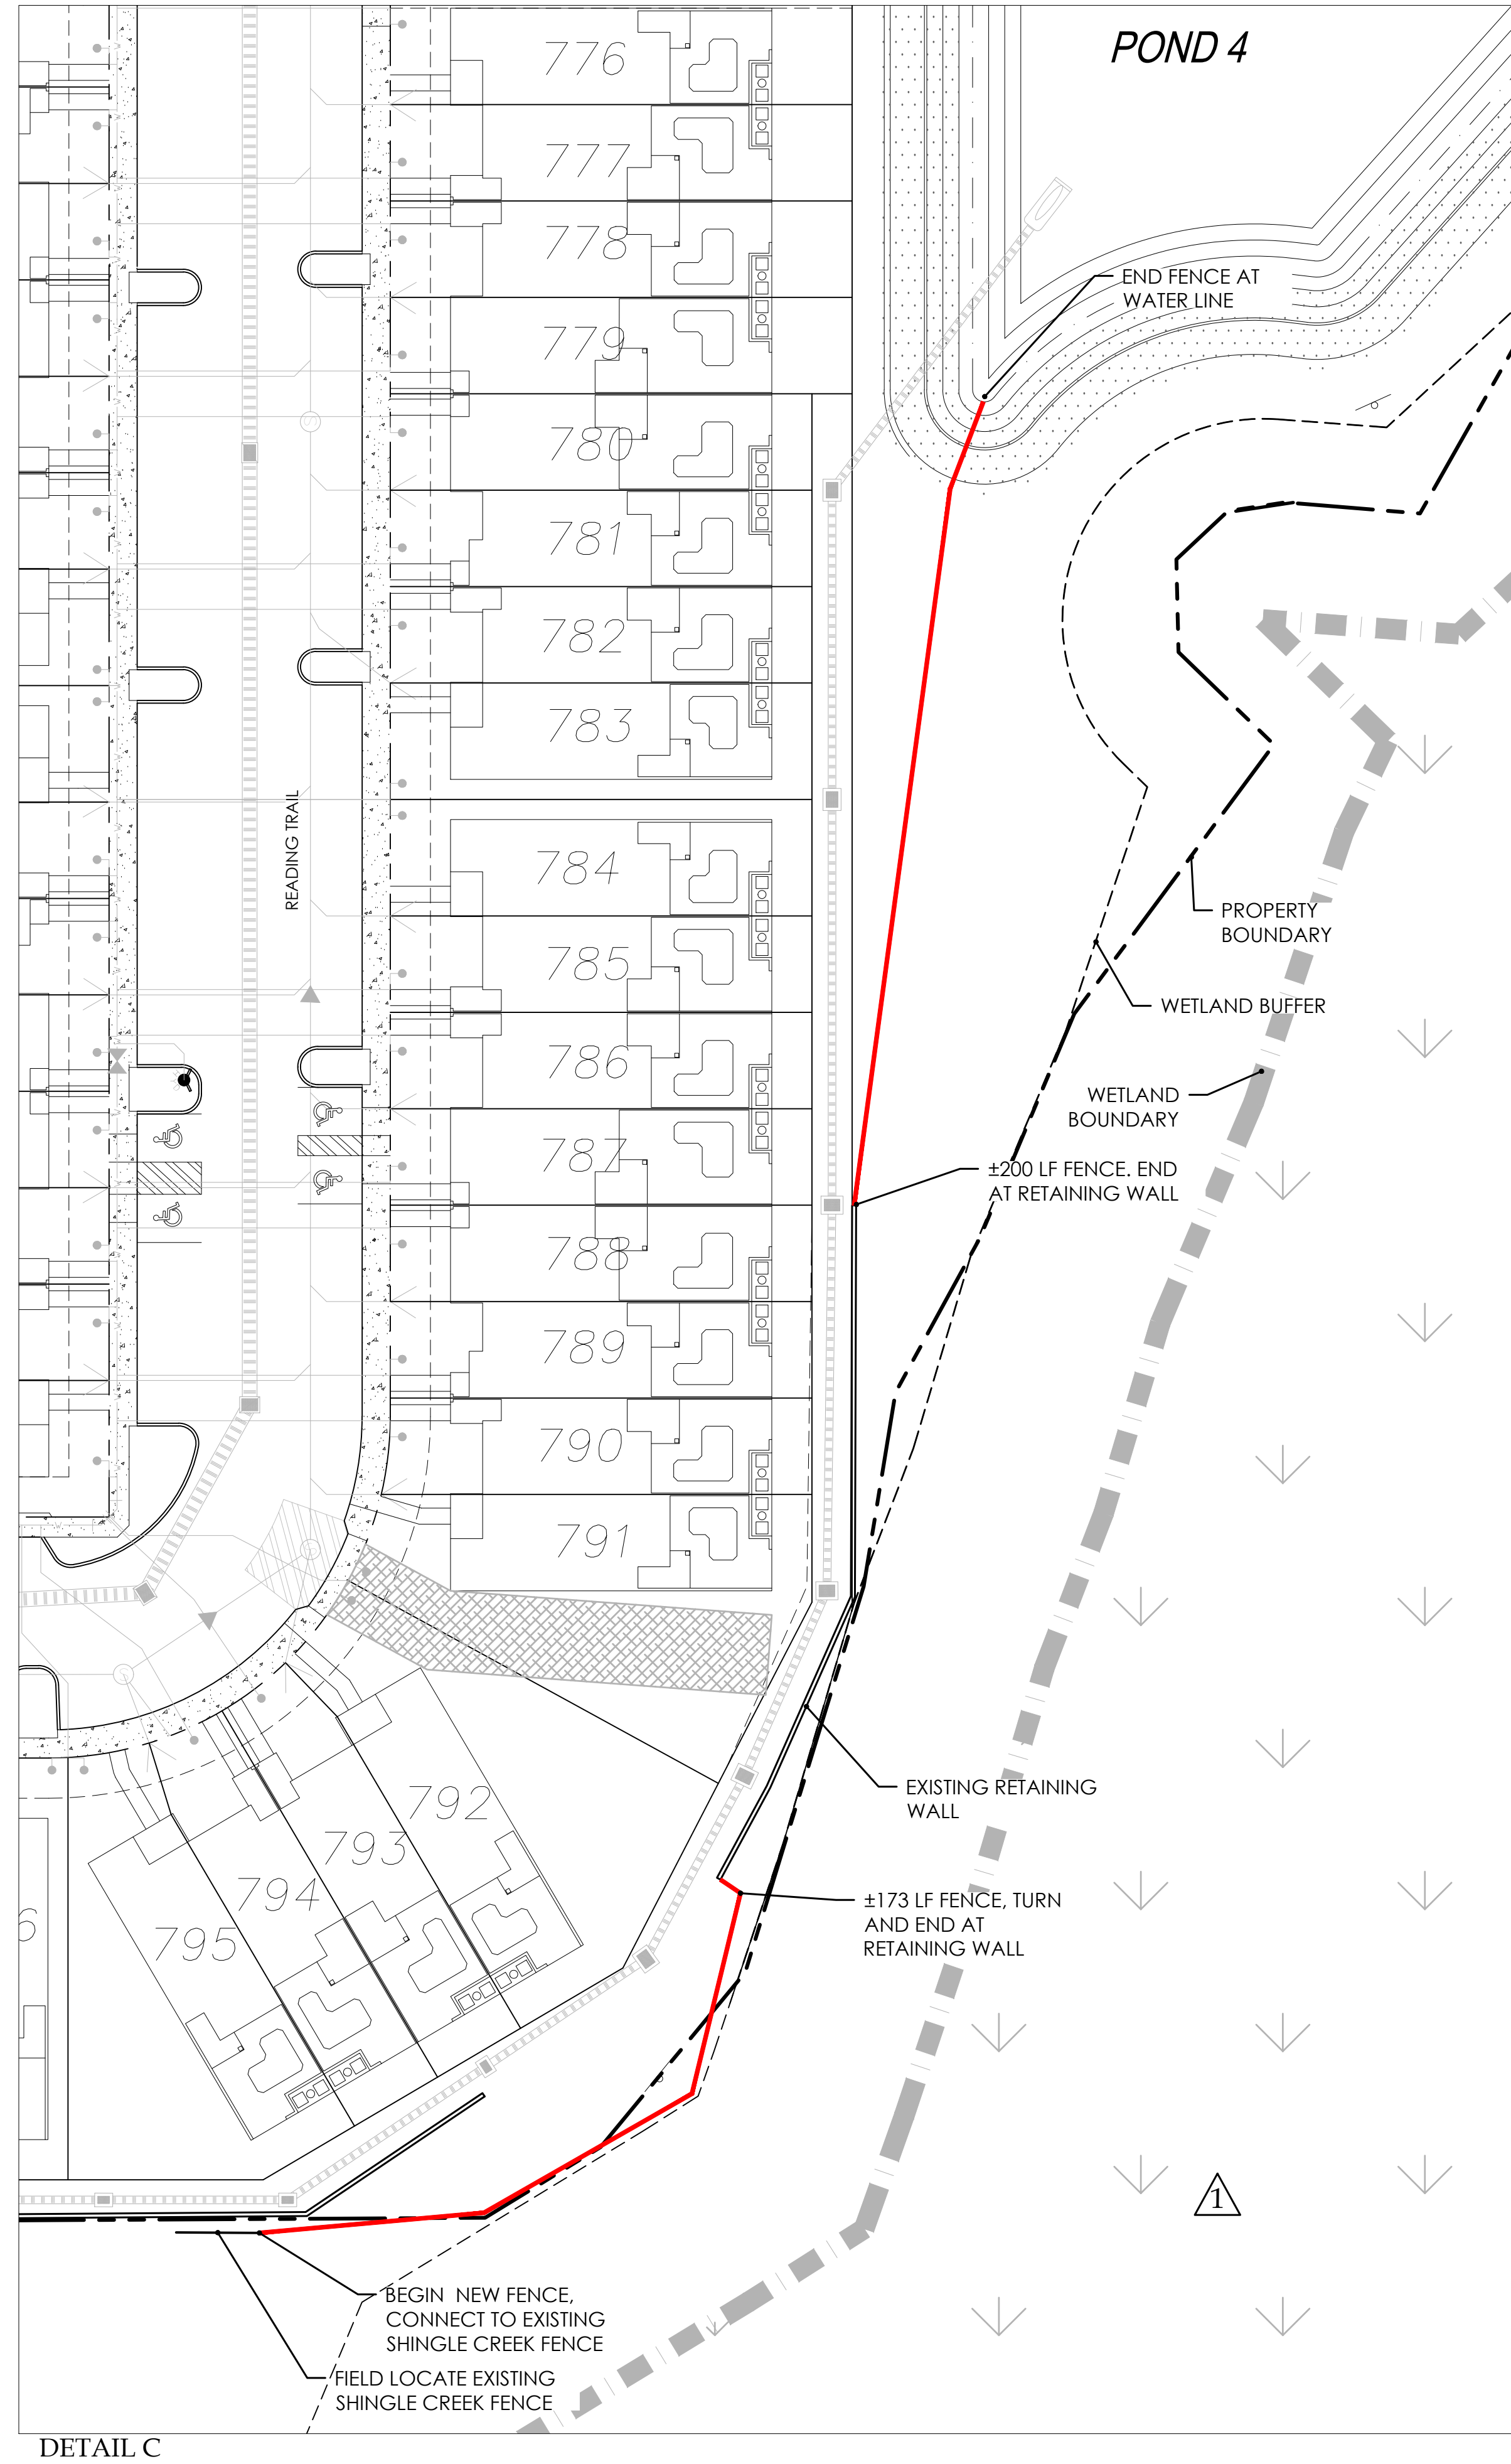 POND 4
776
777
778
END FENCE AT
WATER LINE
779
780
781
782
783
READING TRAIL
784
785
786
787
788
789
790
791
PROPERTY
BOUNDARY
WETLAND BUFFER
WETLAND
BOUNDARY
±200 LF FENCE. END
AT RETAINING WALL
EXISTING RETAINING
WALL
792
793
794
795
6
±173 LF FENCE, TURN
AND END AT
RETAINING WALL
1
BEGIN NEW FENCE,
CONNECT TO EXISTING
SHINGLE CREEK FENCE
FIELD LOCATE EXISTING
SHINGLE CREEK FENCE
DETAIL C